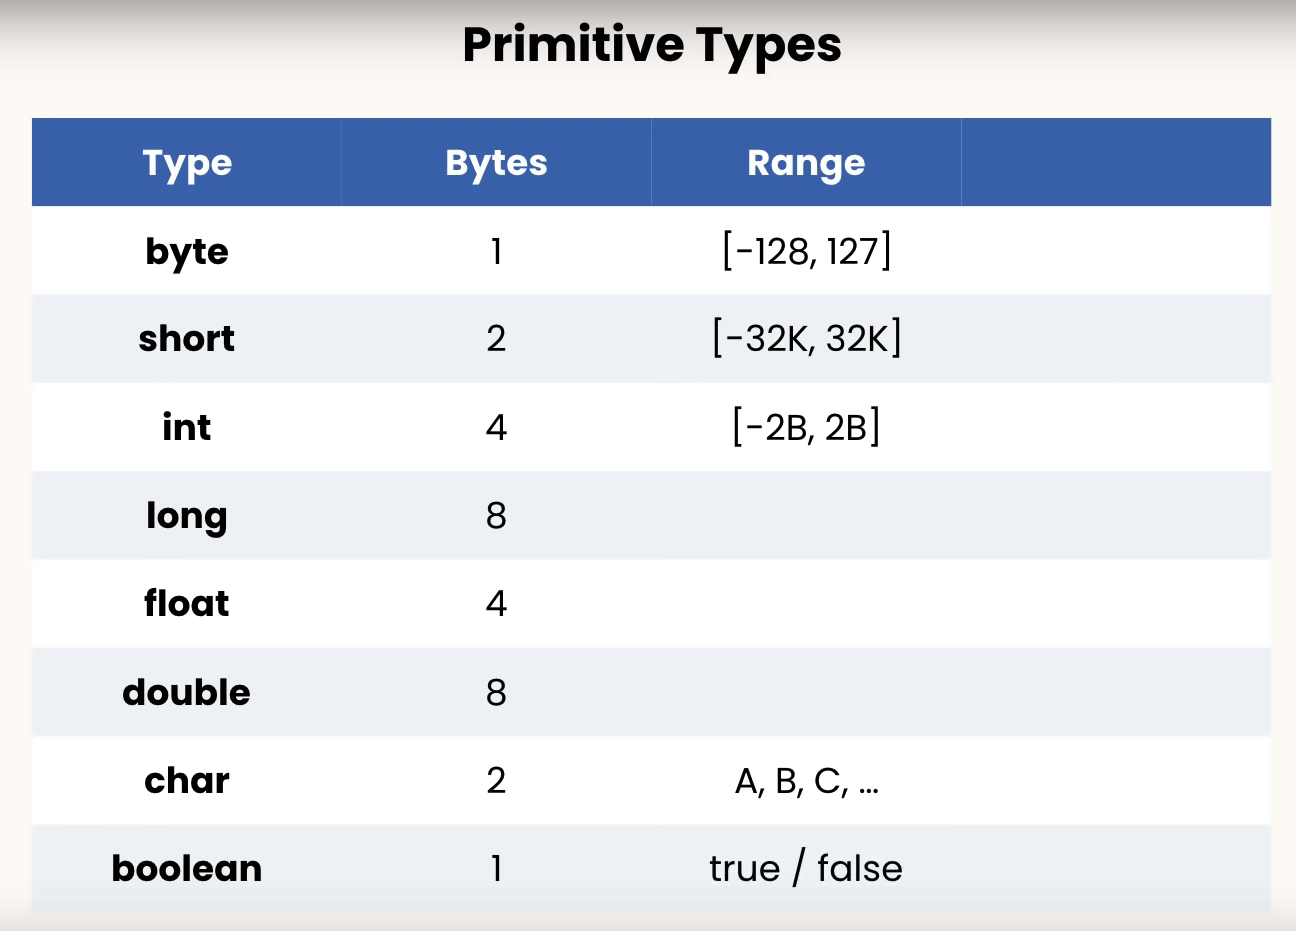 Primitive Types
Type Bytes Range
byte 1 [-128, 127]
short 2 [-32K, 32K]
int 4 [-2B, 2B]
long 8
float 4
double 8
char 2 A, B, C, ...
boolean 1 true / false